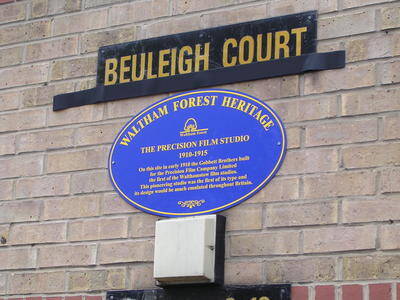 BEULEIGH COURT
WALTHAM FOREST HERITAGE
Waltham Forest
THE PRECISION FILM STUDIO
1910-1915
On this site in early 1910 the Gobbett Brothers built
for the Precision Film Company Limited
the first of the Walthamstow film studios.
This pioneering studio was the first of its type and
its design would be much emulated throughout Britain.